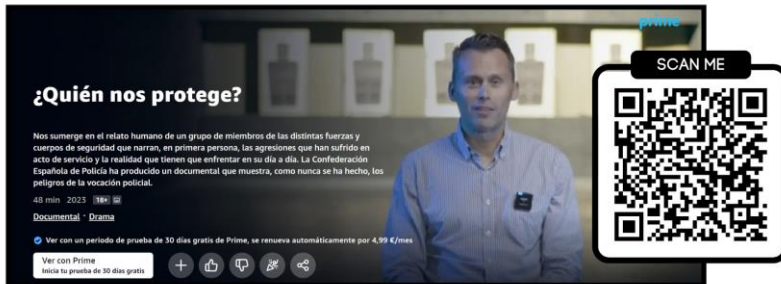 prime
SCAN ME
¿Quién nos protege?
Nos sumerge en el relato humano de un grupo de miembros de las distintas fuerzas y
cuerpos de seguridad que narran, en primera persona, las agresiones que han sufrido en
acto de servicio y la realidad que tienen que enfrentar en su día a día. La Confederación
Española de Policía ha producido un documental que muestra, como nunca se ha hecho, los
peligros de la vocación policial.
48 min 2023 18+
Documental · Drama
Ver con un periodo de prueba de 30 días gratis de Prime, se renueva automáticamente por 4,99 €/mes
Ver con Prime
Inicia tu prueba de 30 días gratis